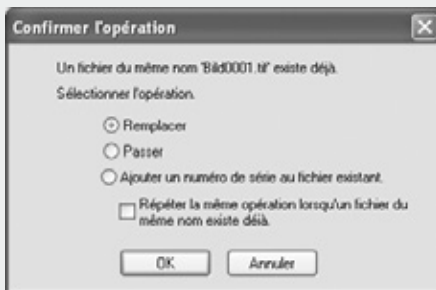 Confirmer l'opération
Un fichier du même nom 'Bild0001.tif' existe déjà.
Sélectionner l'opération.
Remplacer
Passer
Ajouter un numéro de série au fichier existant.
Répéter la même opération lorsqu'un fichier du
même nom existe déjà.
OK
Annuler